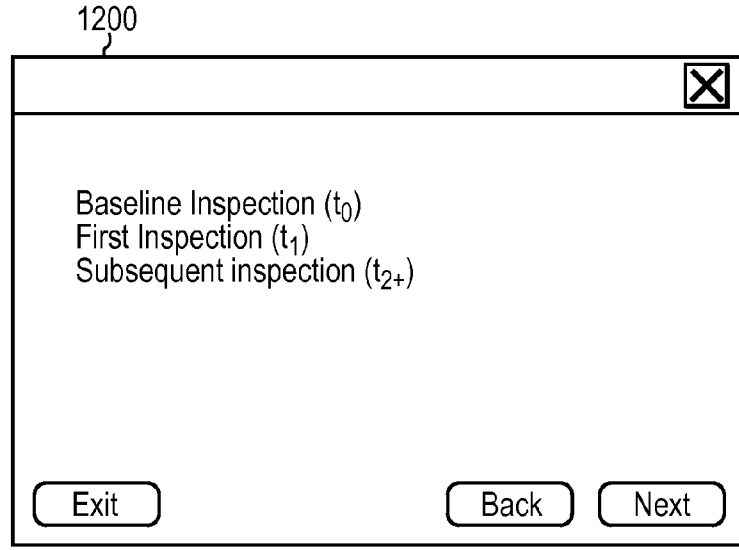 1200
Baseline Inspection (t₀)
First Inspection (t₁)
Subsequent inspection (t₂₊)
Exit
Back
Next